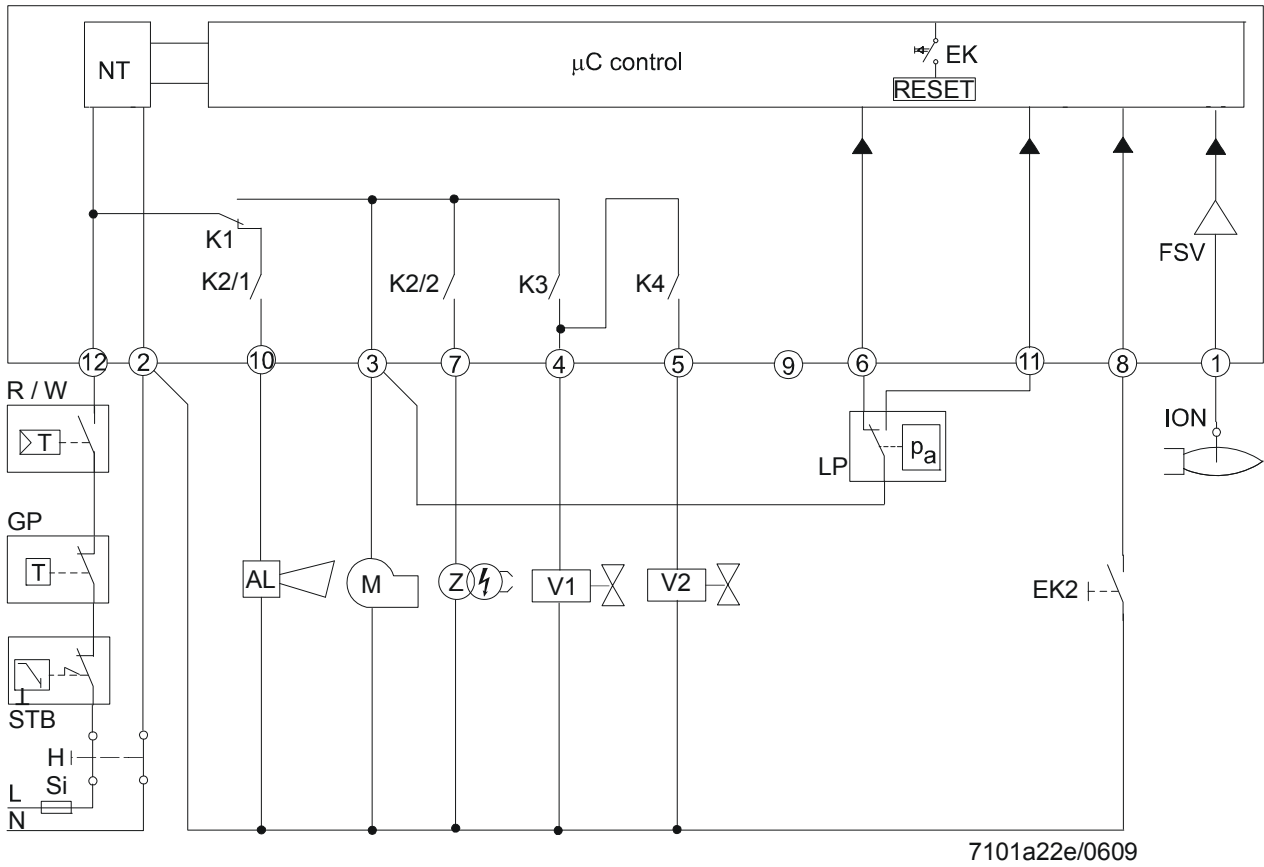 NT
μC control
EK
RESET
FSV
K1
K2/1
K2/2
K3
K4
12
2
10
3
7
4
5
9
6
11
8
1
R / W
T
LP
pa
ION
GP
T
AL
M
Z
V1
V2
EK2
STB
H
Si
L
N
7101a22e/0609